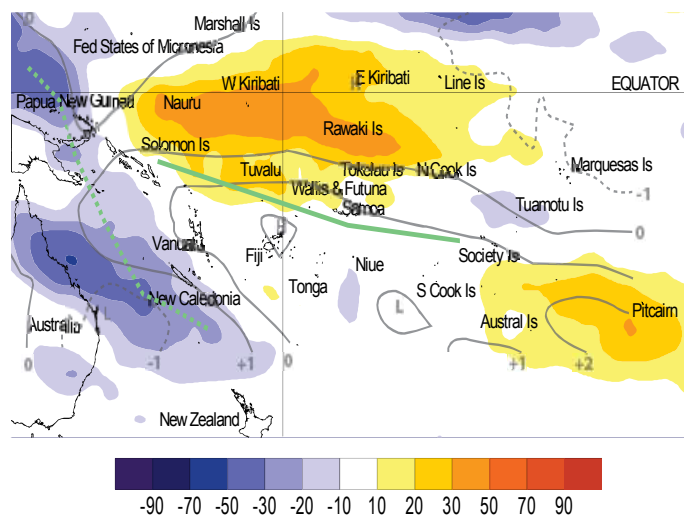 Marshall Is
Fed States of Micronesia
W Kiribati
E Kiribati
Line Is
EQUATOR
Papua New Guinea
Nauru
H
Rawaki Is
Solomon Is
Tuvalu
Tokelau Is
N Cook Is
Marquesas Is
Wallis & Futuna
-1
Samoa
Tuamotu Is
0
Vanuatu
Fiji
Society Is
Niue
Tonga
S Cook Is
New Caledonia
L
Pitcairn
Australia
L
Austral Is
0
-1
+1
0
+1
+2
New Zealand
-90 -70 -50 -30 -20 -10 10 20 30 50 70 90